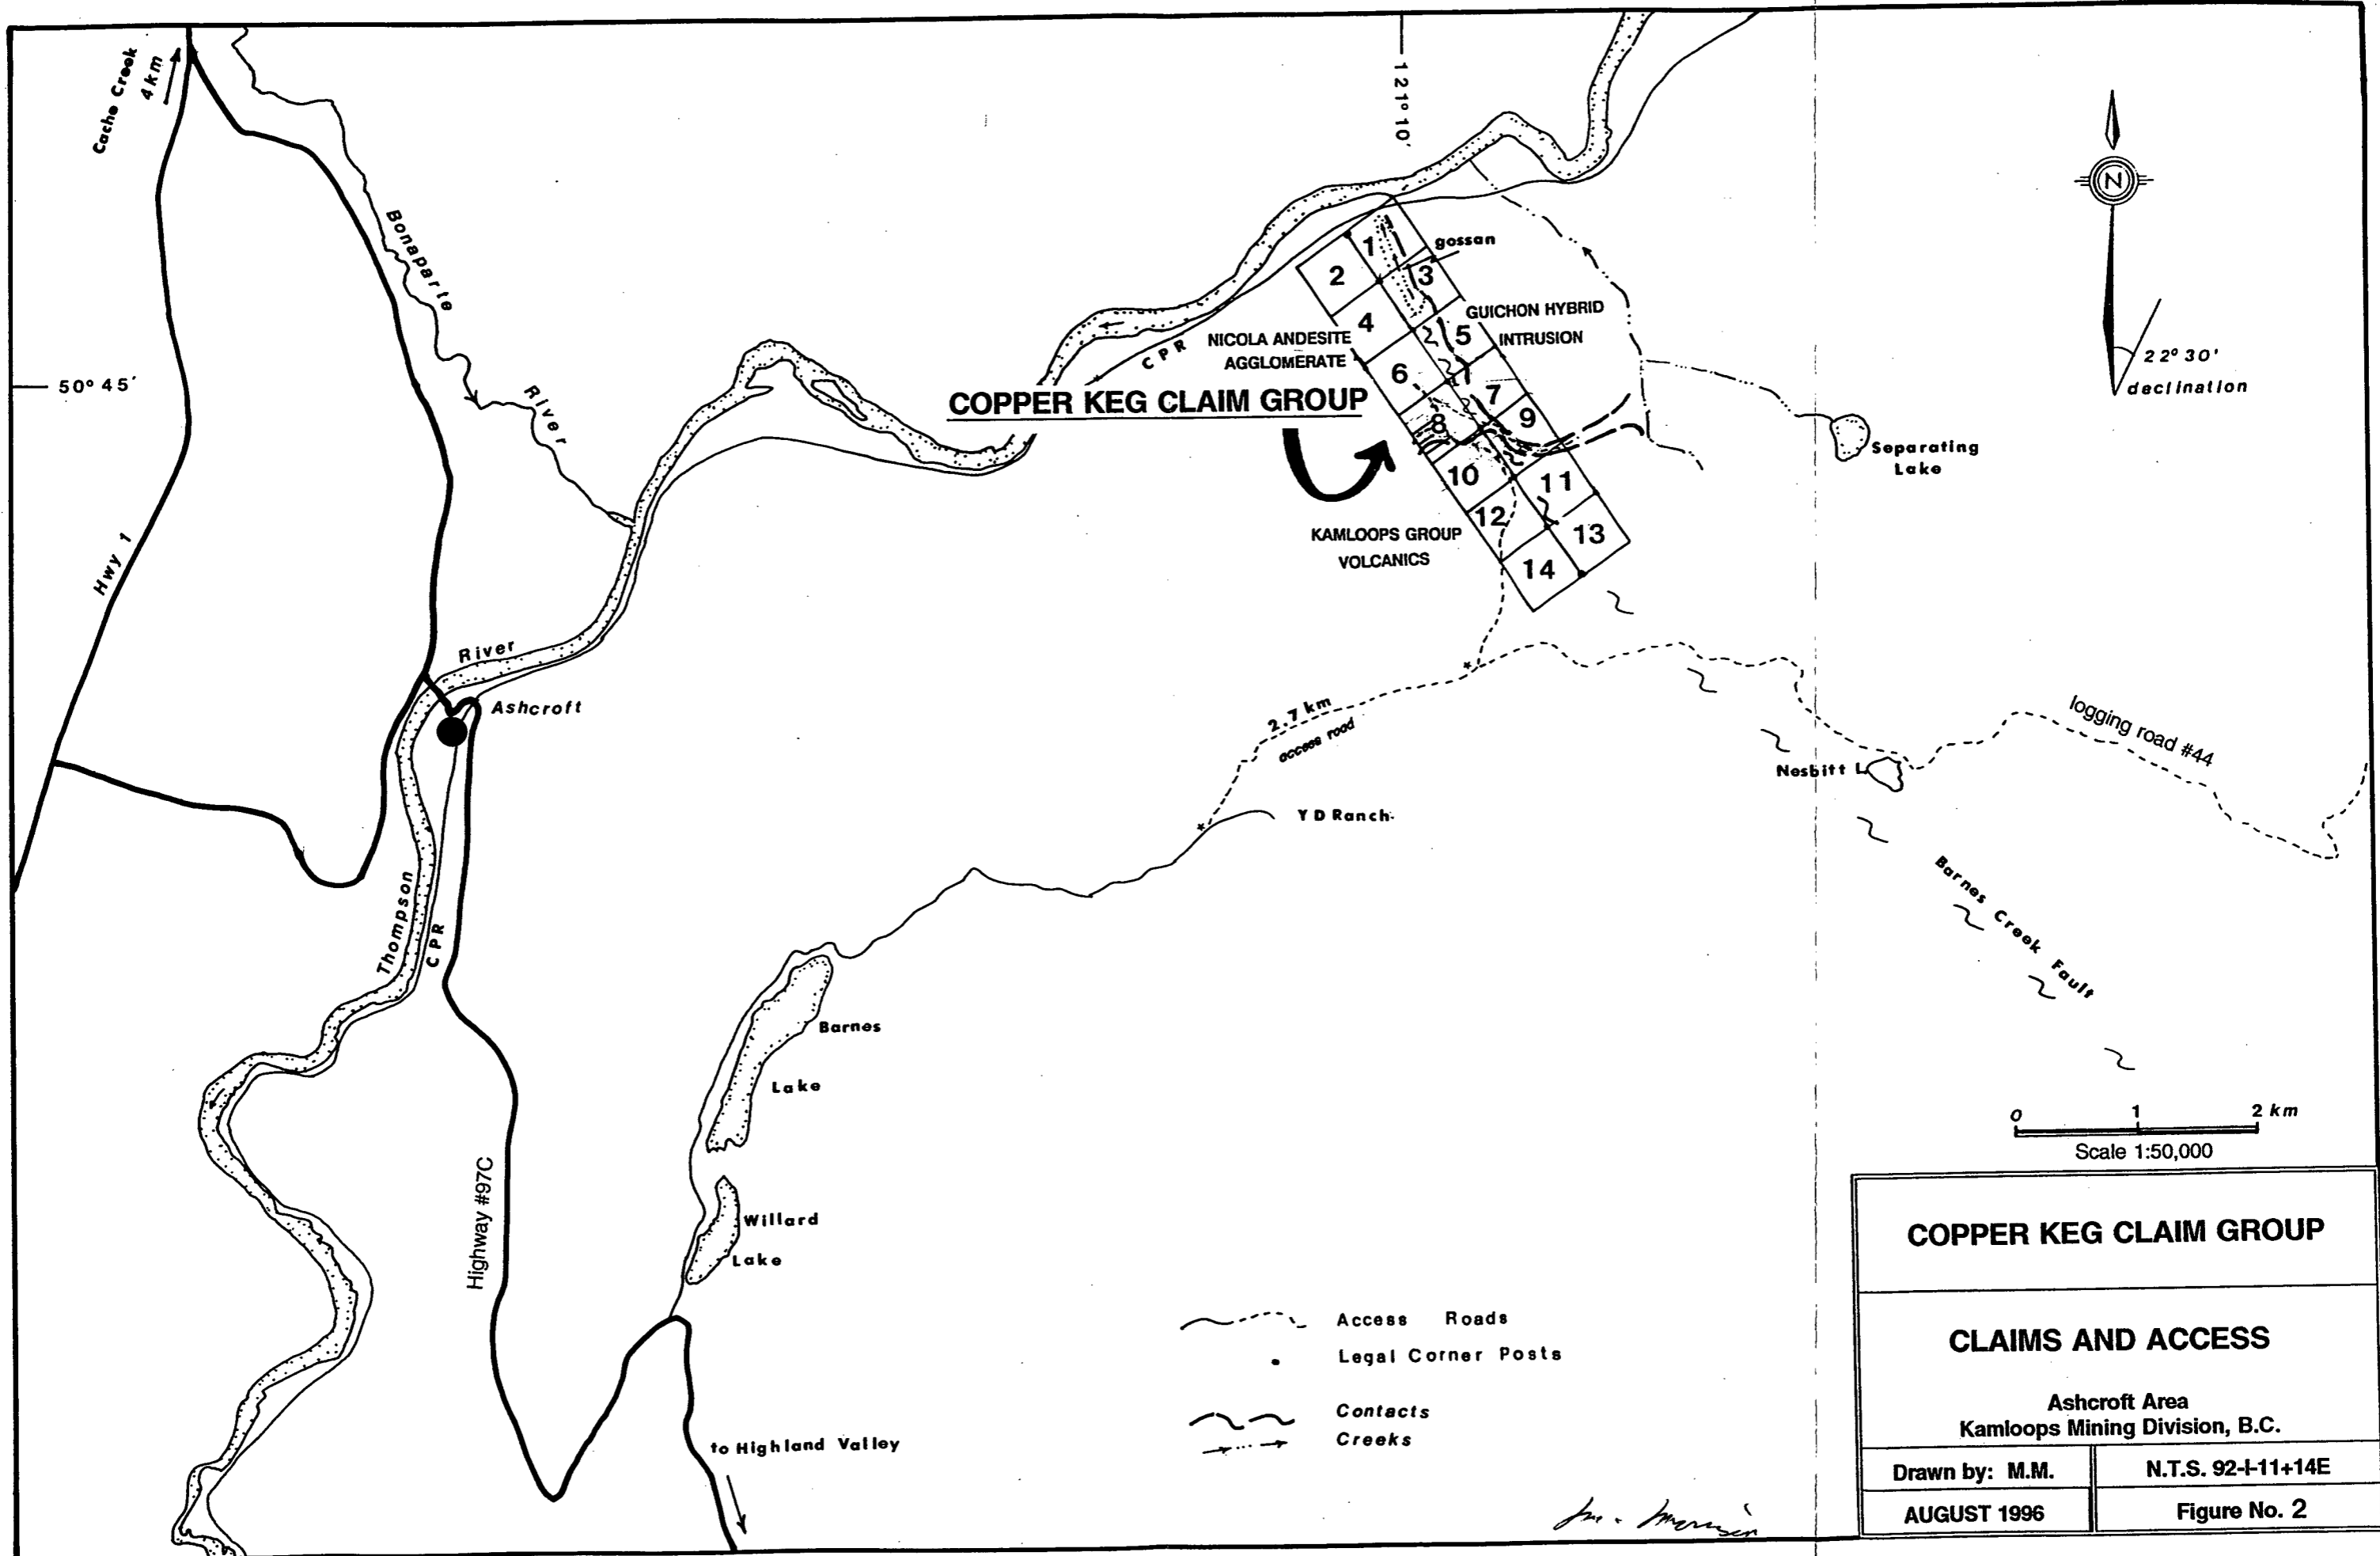 Cache Creek
4 km
121° 10'
N
22° 30'
declination
50° 45'
Bonaparte
River
Hwy 1
gossan
1
2
3
4
5
6
7
8
9
10
11
12
13
14
GUICHON HYBRID
INTRUSION
NICOLA ANDESITE
AGGLOMERATE
CPR
COPPER KEG CLAIM GROUP
Separating
Lake
KAMLOOPS GROUP
VOLCANICS
River
Ashcroft
2.7 km
access road
logging road #44
Nesbitt L.
Y D Ranch
Barnes Creek Fault
Thompson
CPR
Barnes
Lake
Highway #97C
Willard
Lake
to Highland Valley
0 1 2 km
Scale 1:50,000
Access Roads
Legal Corner Posts
Contacts
Creeks
COPPER KEG CLAIM GROUP
CLAIMS AND ACCESS
Ashcroft Area
Kamloops Mining Division, B.C.
Drawn by: M.M.
N.T.S. 92-I-11+14E
AUGUST 1996
Figure No. 2